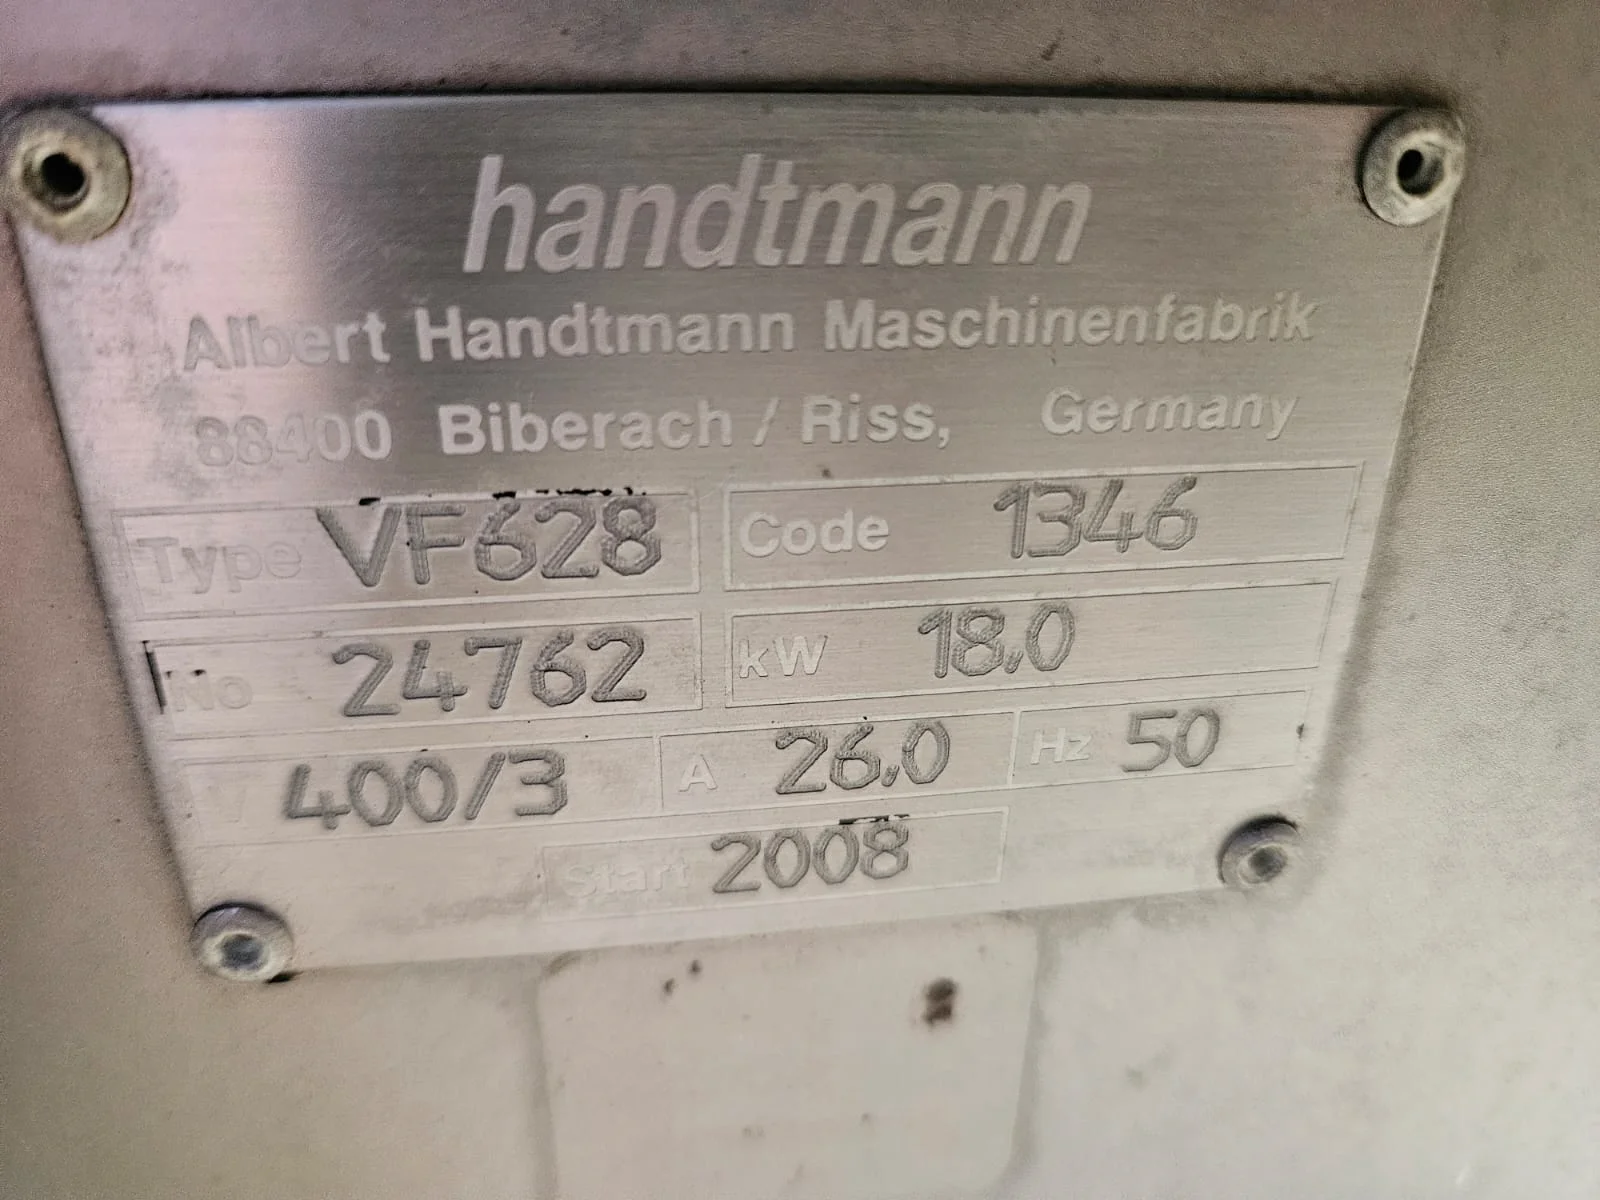 handtmann
Albert Handtmann Maschinenfabrik
88400 Biberach / Riss, Germany
Type VF628 Code 1346
No 24762 kW 18.0
V 400/3 A 26.0 Hz 50
Start 2008